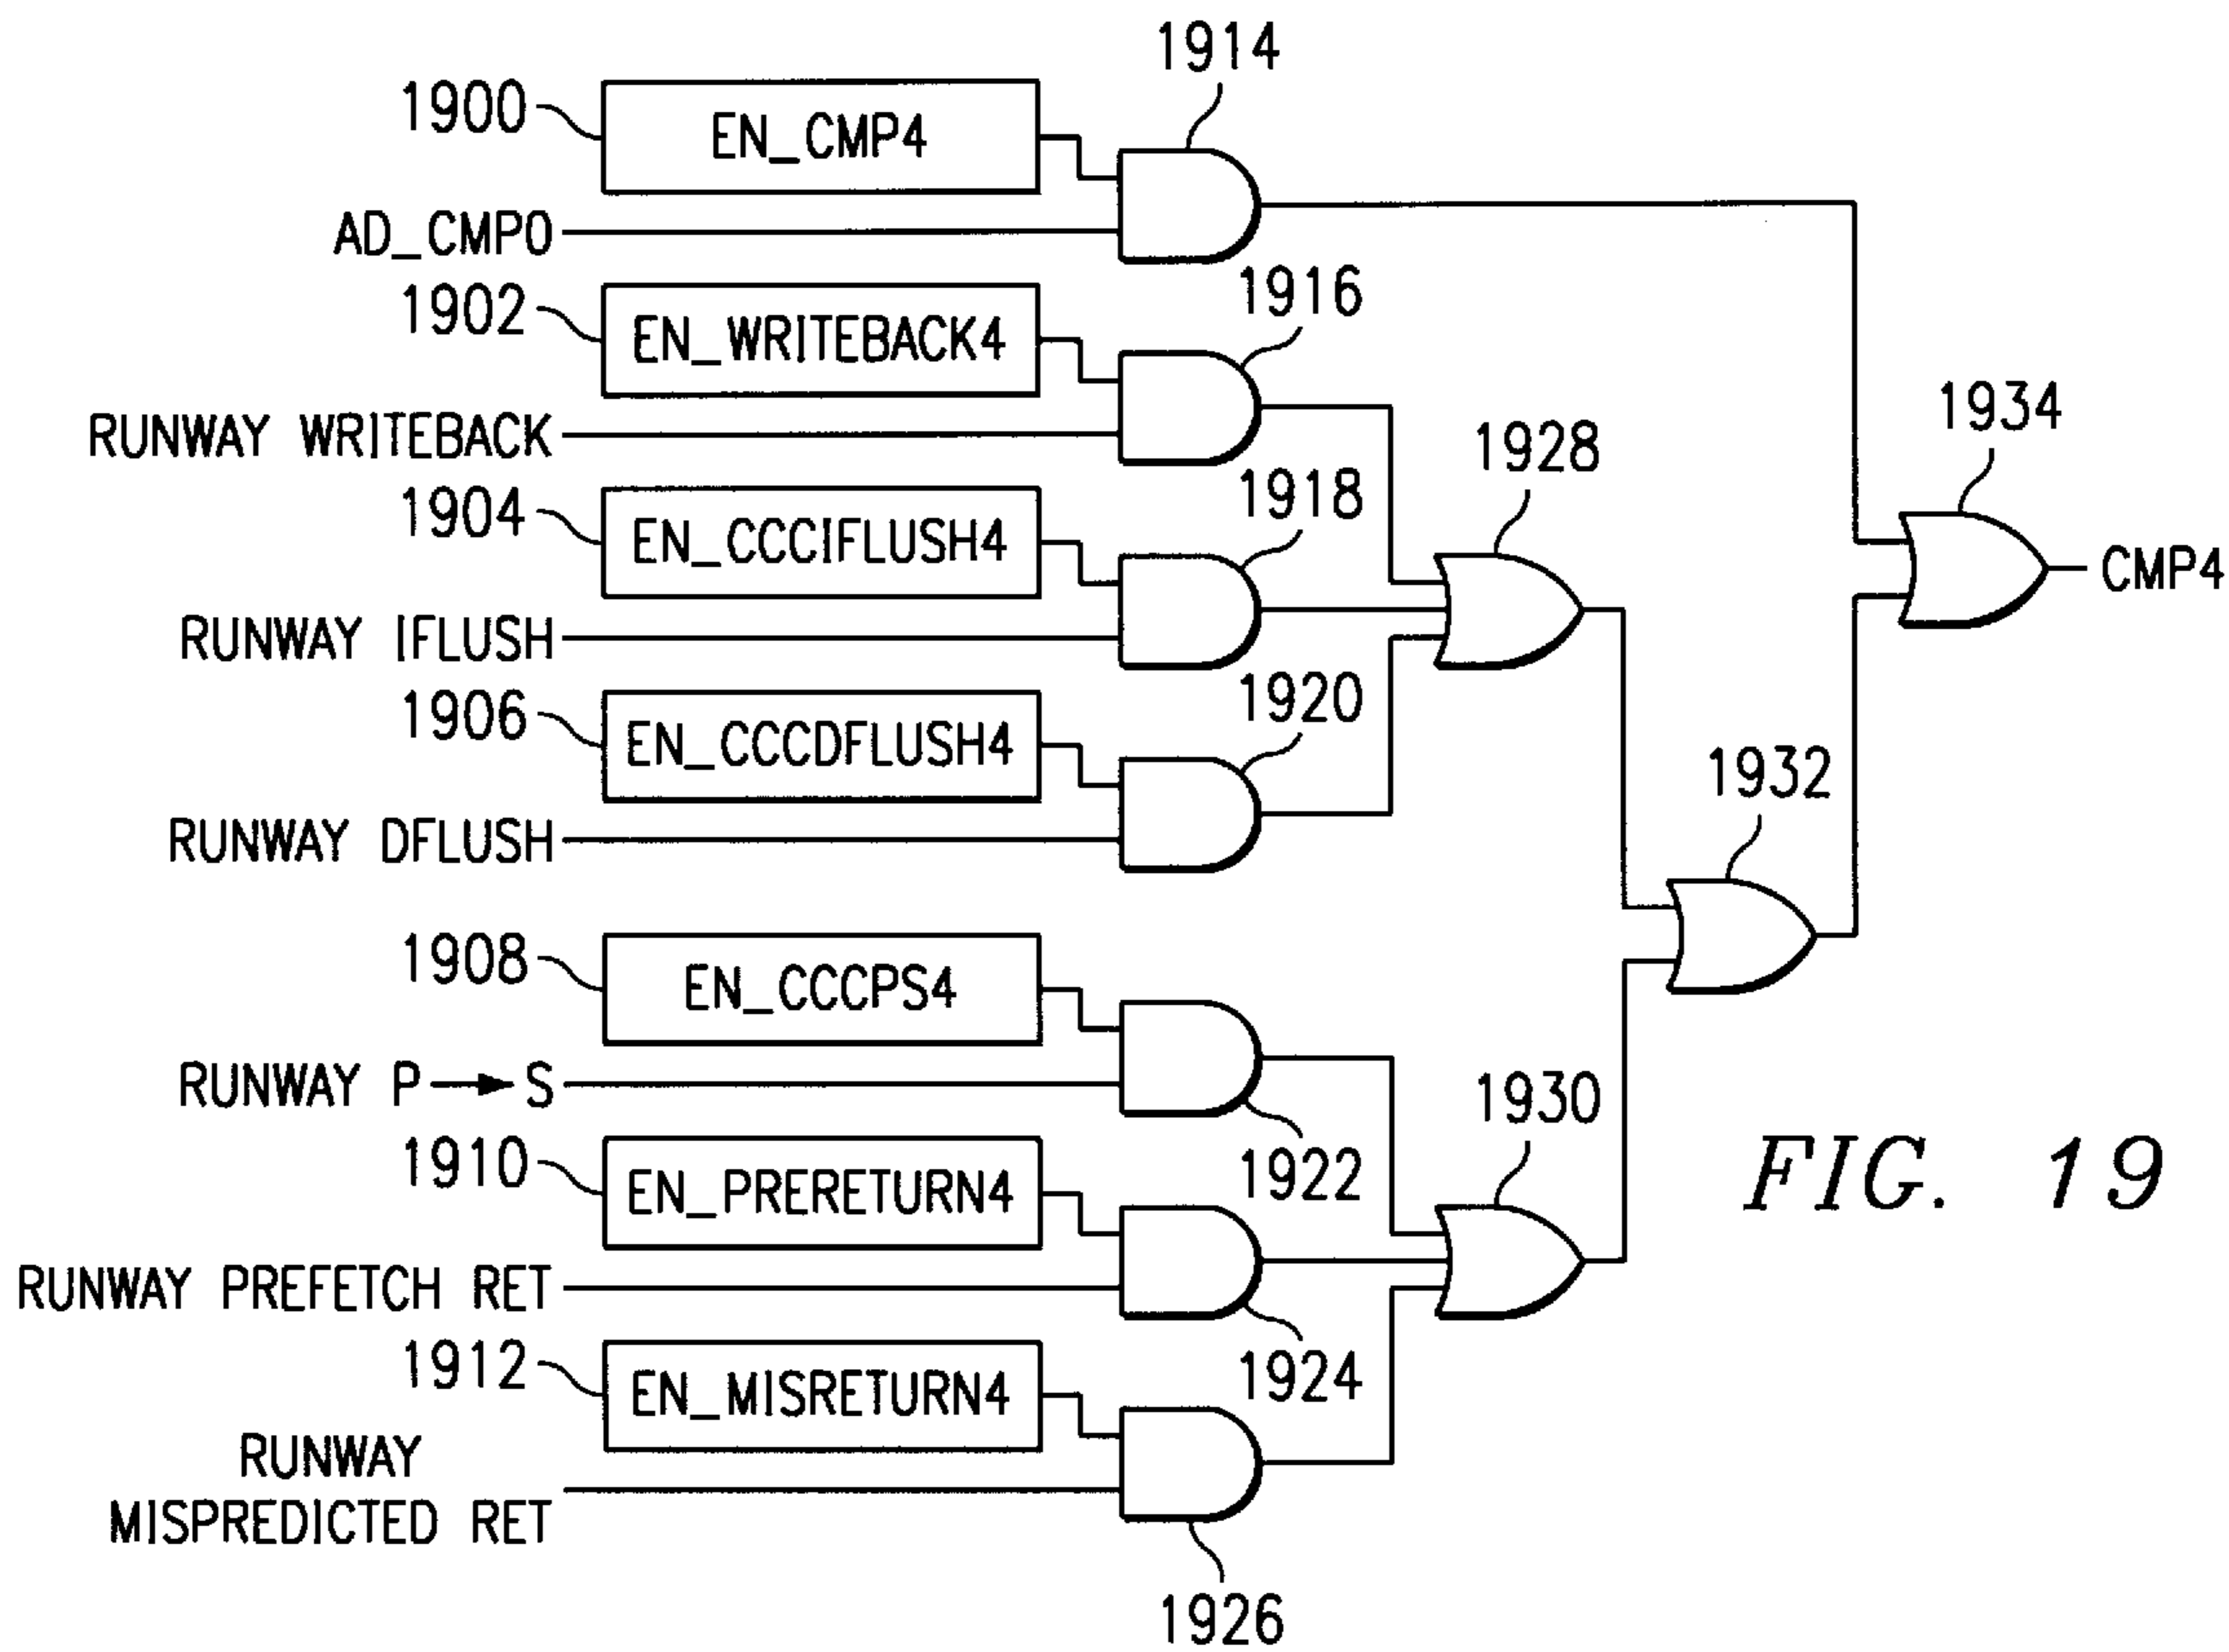 1914
1900
EN_CMP4
AD_CMP0
1902
EN_WRITEBACK4
1916
RUNWAY WRITEBACK
1904
EN_CCCIFLUSH4
1918
1928
1934
CMP4
RUNWAY IFLUSH
1906
EN_CCCDFLUSH4
1920
RUNWAY DFLUSH
1932
1908
EN_CCCPS4
RUNWAY P → S
1922
1930
1910
EN_PRERETURN4
RUNWAY PREFETCH RET
1924
1912
EN_MISRETURN4
RUNWAY
MISPREDICTED RET
1926
FIG. 19